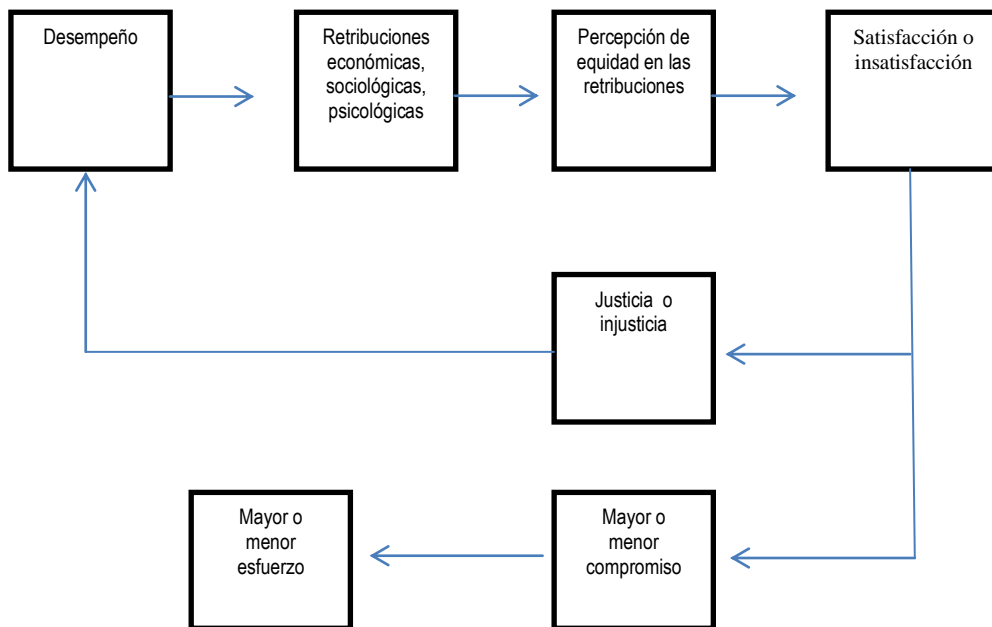 Desempeño
Retribuciones
económicas,
sociológicas,
psicológicas
Percepción de
equidad en las
retribuciones
Satisfacción o
insatisfacción
Justicia o
injusticia
Mayor o
menor
esfuerzo
Mayor o
menor
compromiso